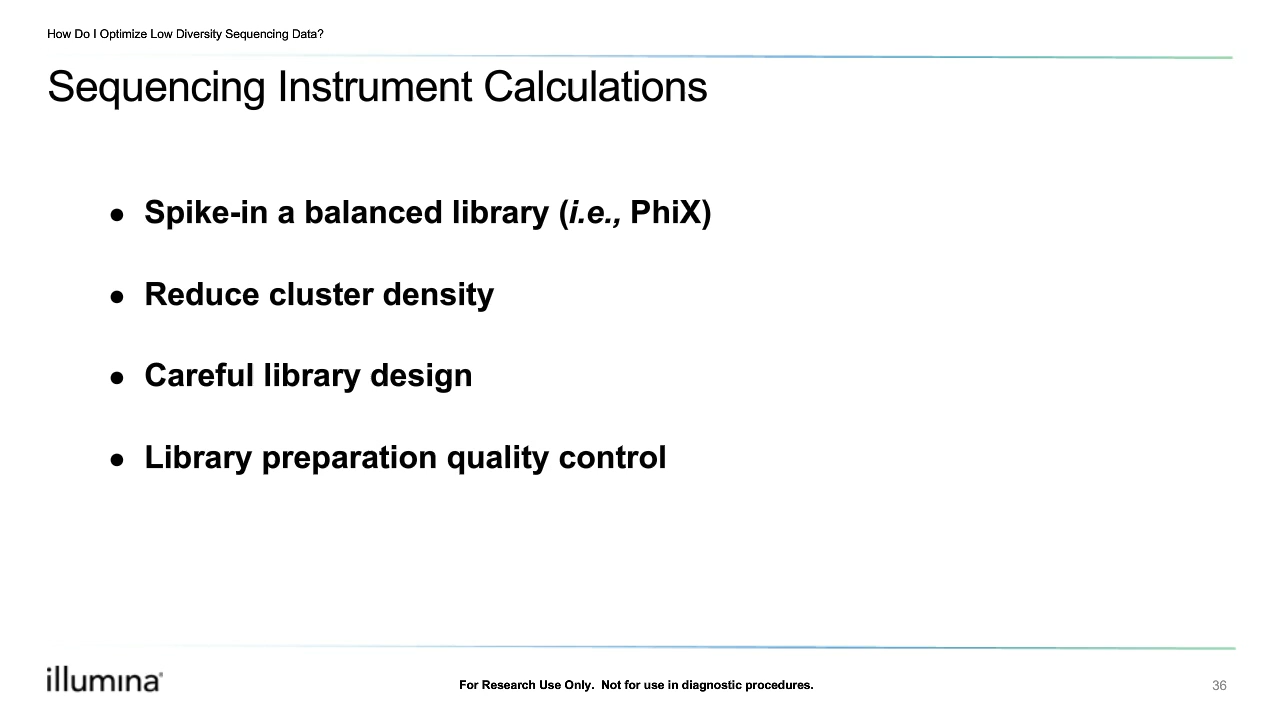 How Do I Optimize Low Diversity Sequencing Data?
Sequencing Instrument Calculations
● Spike-in a balanced library (i.e., PhiX)
● Reduce cluster density
● Careful library design
● Library preparation quality control
illumina®
For Research Use Only. Not for use in diagnostic procedures.
36